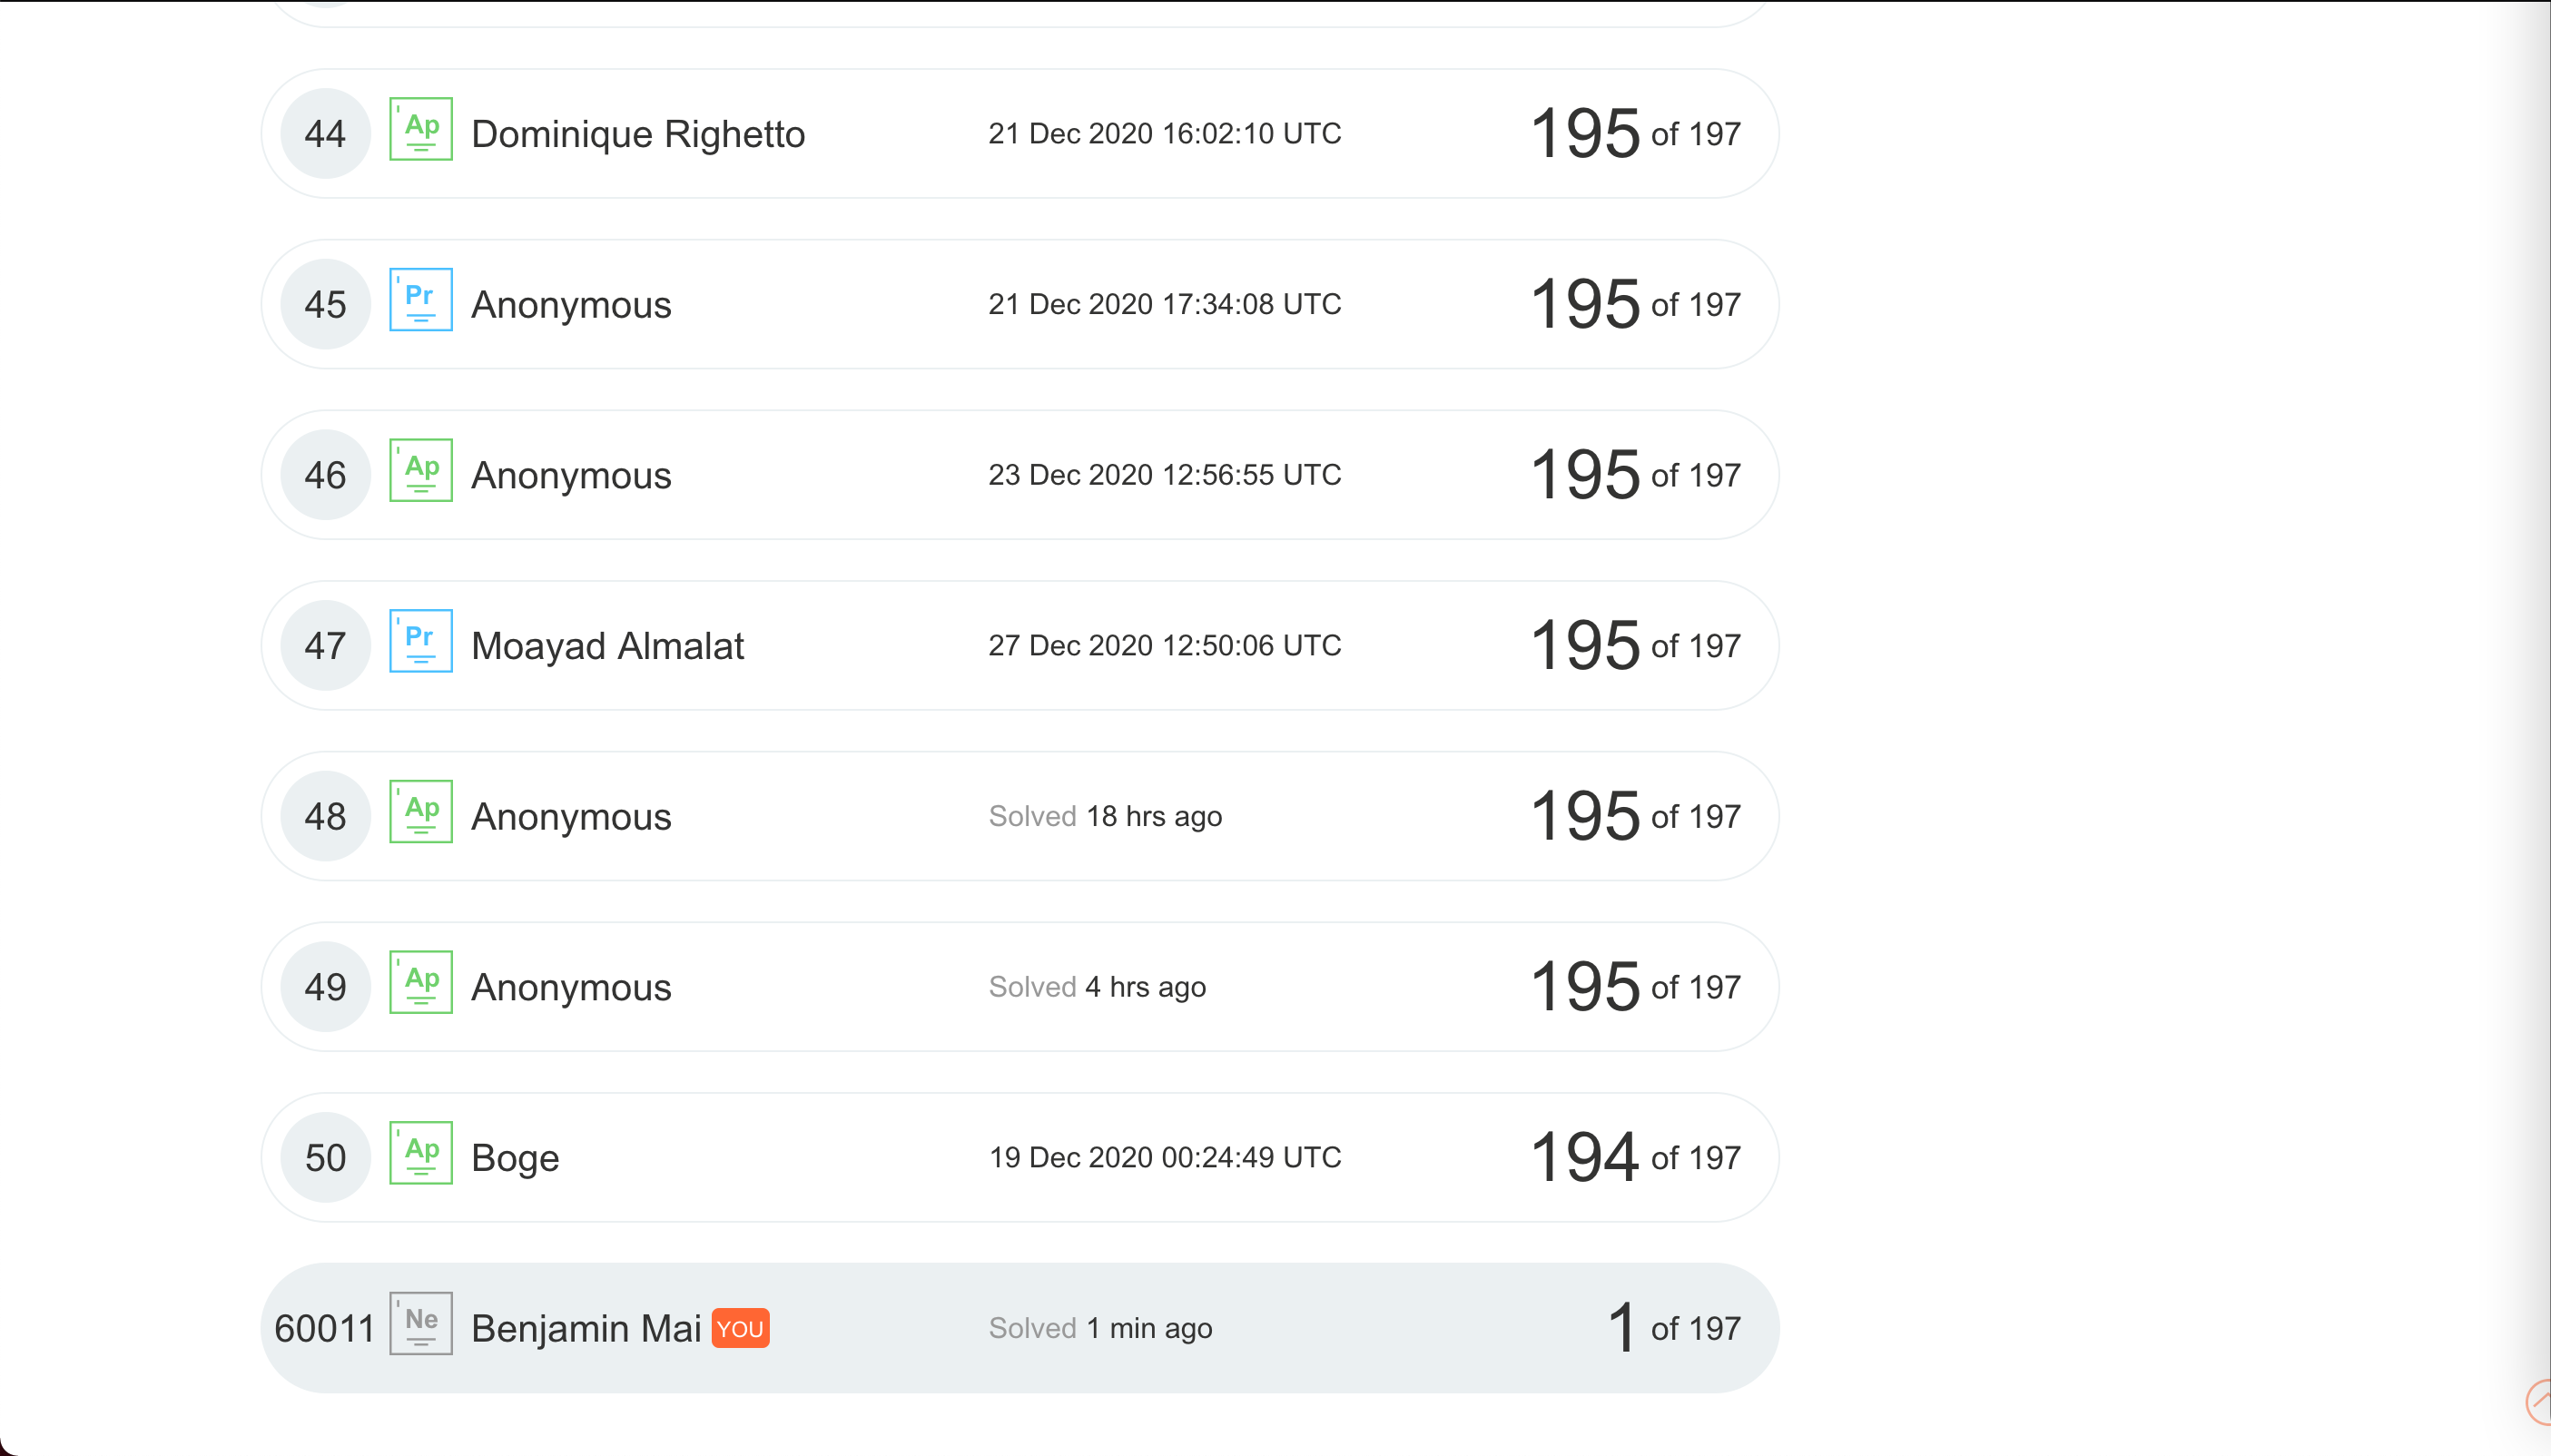 44 Ap Dominique Righetto 21 Dec 2020 16:02:10 UTC 195 of 197
45 Pr Anonymous 21 Dec 2020 17:34:08 UTC 195 of 197
46 Ap Anonymous 23 Dec 2020 12:56:55 UTC 195 of 197
47 Pr Moayad Almalat 27 Dec 2020 12:50:06 UTC 195 of 197
48 Ap Anonymous Solved 18 hrs ago 195 of 197
49 Ap Anonymous Solved 4 hrs ago 195 of 197
50 Ap Boge 19 Dec 2020 00:24:49 UTC 194 of 197
60011 Ne Benjamin Mai YOU Solved 1 min ago 1 of 197